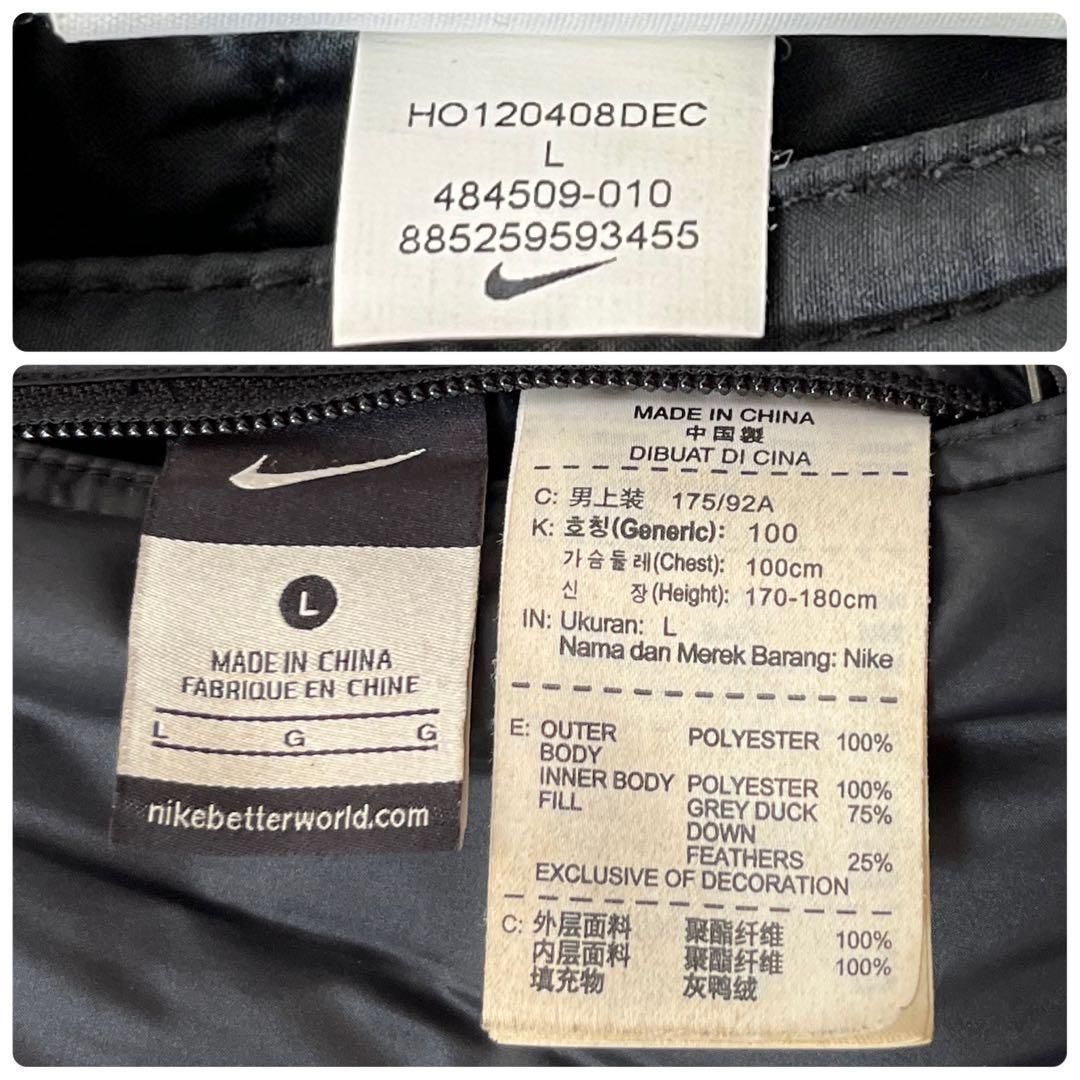 HO120408DEC
L
484509-010
885259593455
L
MADE IN CHINA
FABRIQUE EN CHINE
L G G
nikebetterworld.com
MADE IN CHINA
中国製
DIBUAT DI CINA
C: 男上装 175/92A
K: 호칭(Generic): 100
가슴둘레(Chest): 100cm
신 장(Height): 170-180cm
IN: Ukuran: L
Nama dan Merek Barang: Nike
E: OUTER POLYESTER 100%
BODY
INNER BODY POLYESTER 100%
FILL GREY DUCK 75%
DOWN
FEATHERS 25%
EXCLUSIVE OF DECORATION
C: 外层面料 聚酯纤维 100%
内层面料 聚酯纤维 100%
填充物 灰鸭绒